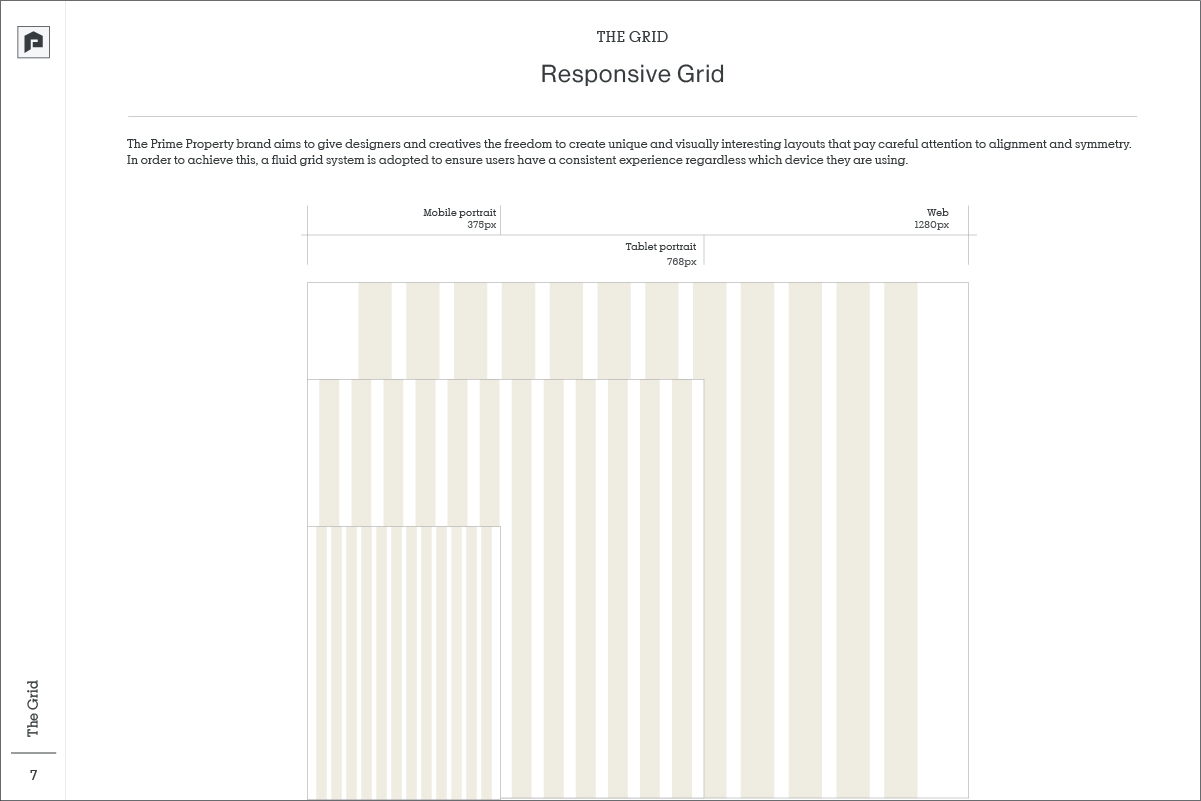 THE GRID
Responsive Grid
The Prime Property brand aims to give designers and creatives the freedom to create unique and visually interesting layouts that pay careful attention to alignment and symmetry.
In order to achieve this, a fluid grid system is adopted to ensure users have a consistent experience regardless which device they are using.
Mobile portrait
375px
Web
1280px
Tablet portrait
768px
The Grid
7